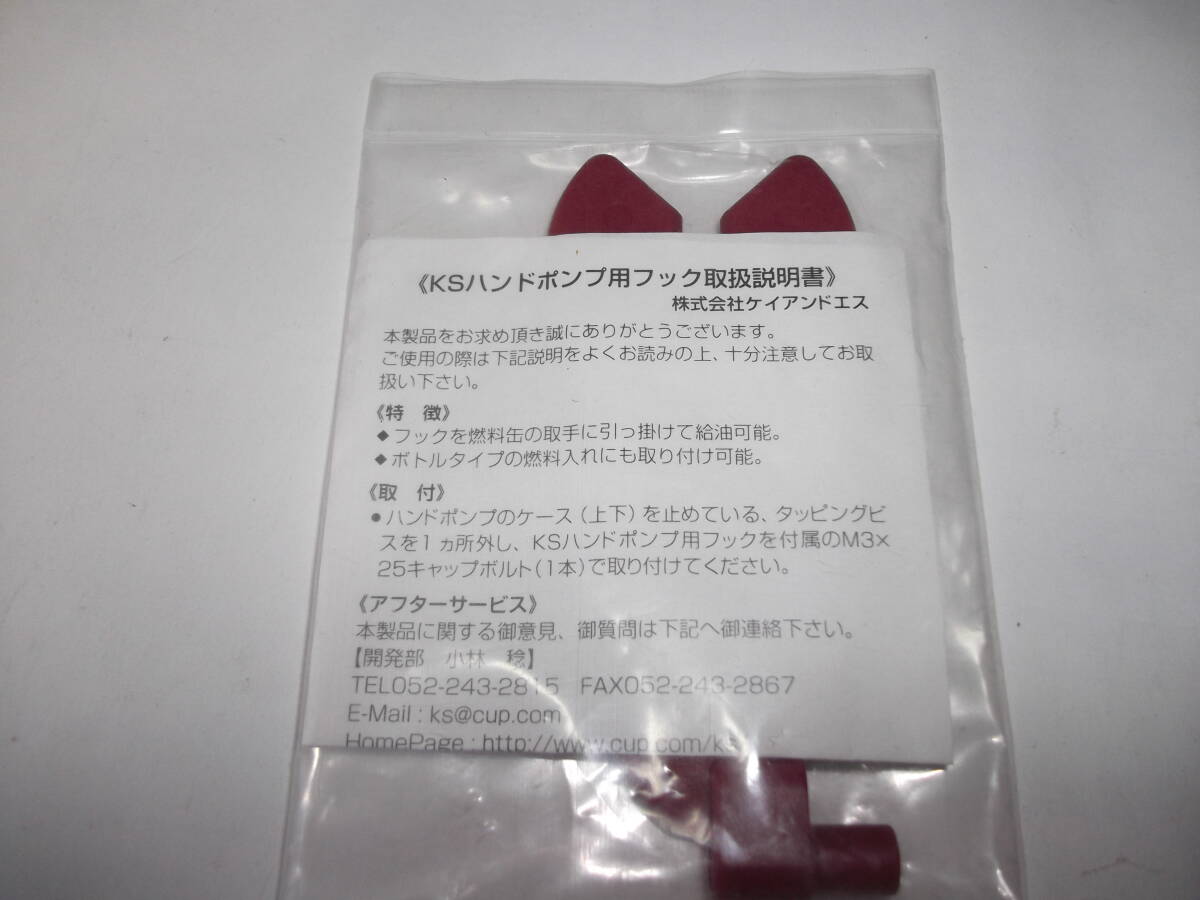 《KSハンドポンプ用フック取扱説明書》
株式会社ケイアンドエス
本製品をお求め頂き誠にありがとうございます。
ご使用の際は下記説明をよくお読みの上、十分注意してお取
扱い下さい。
《特 徴》
◆フックを燃料缶の取手に引っ掛けて給油可能。
◆ボトルタイプの燃料入れにも取り付け可能。
《取 付》
●ハンドポンプのケース(上下)を止めている、タッピングビ
スを1ヵ所外し、KSハンドポンプ用フックを付属のM3×
25キャップボルト(1本)で取り付けてください。
《アフターサービス》
本製品に関する御意見、御質問は下記へ御連絡下さい。
【開発部 小林 稔】
TEL052-243-2815 FAX052-243-2867
E-Mail : ks@cup.com
HomePage : http://www.cup.com/ks